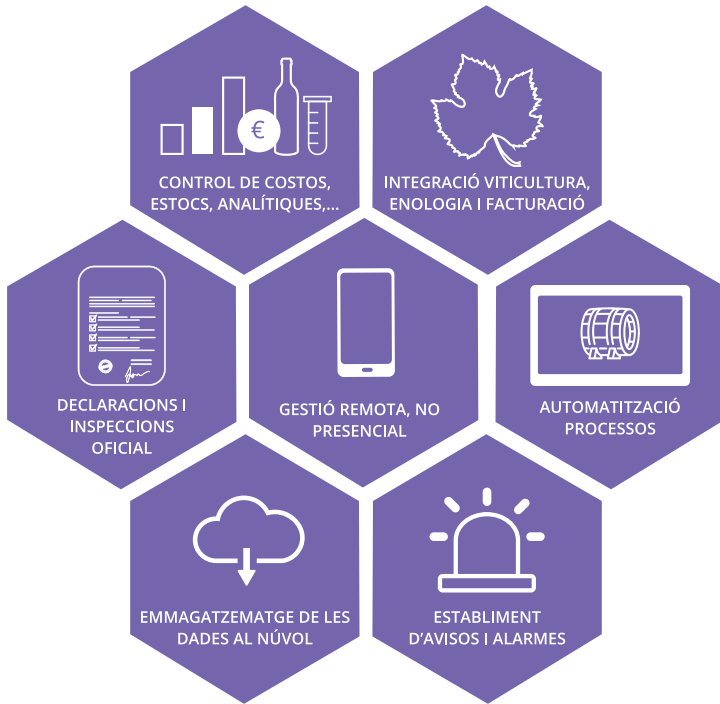 €
CONTROL DE COSTOS,
ESTOCS, ANALÍTIQUES,...
INTEGRACIÓ VITICULTURA,
ENOLOGIA I FACTURACIÓ
DECLARACIONS I
INSPECCIONS
OFICIAL
GESTIÓ REMOTA, NO
PRESENCIAL
AUTOMATITZACIÓ
PROCESSOS
EMMAGATZEMATGE DE LES
DADES AL NÚVOL
ESTABLIMENT
D'AVISOS I ALARMES